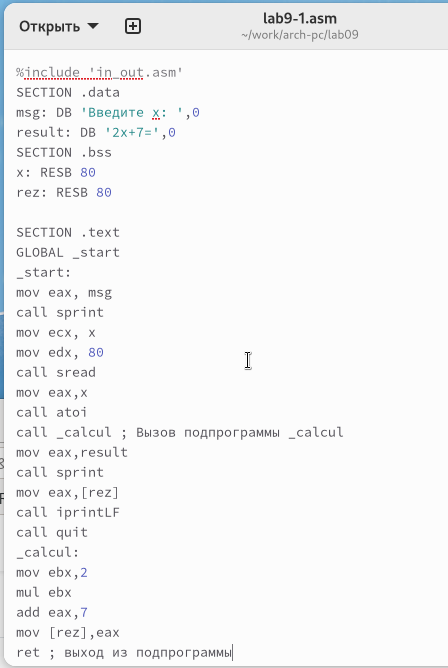 Открыть
lab9-1.asm
~/work/arch-pc/lab09
%include 'in_out.asm'
SECTION .data
msg: DB 'Введите x: ',0
result: DB '2x+7=',0
SECTION .bss
x: RESB 80
rez: RESB 80
SECTION .text
GLOBAL _start
_start:
mov eax, msg
call sprint
mov ecx, x
mov edx, 80
call sread
mov eax,x
call atoi
call _calcul ; Вызов подпрограммы _calcul
mov eax,result
call sprint
mov eax,[rez]
call iprintLF
call quit
_calcul:
mov ebx,2
mul ebx
add eax,7
mov [rez],eax
ret ; выход из подпрограммы